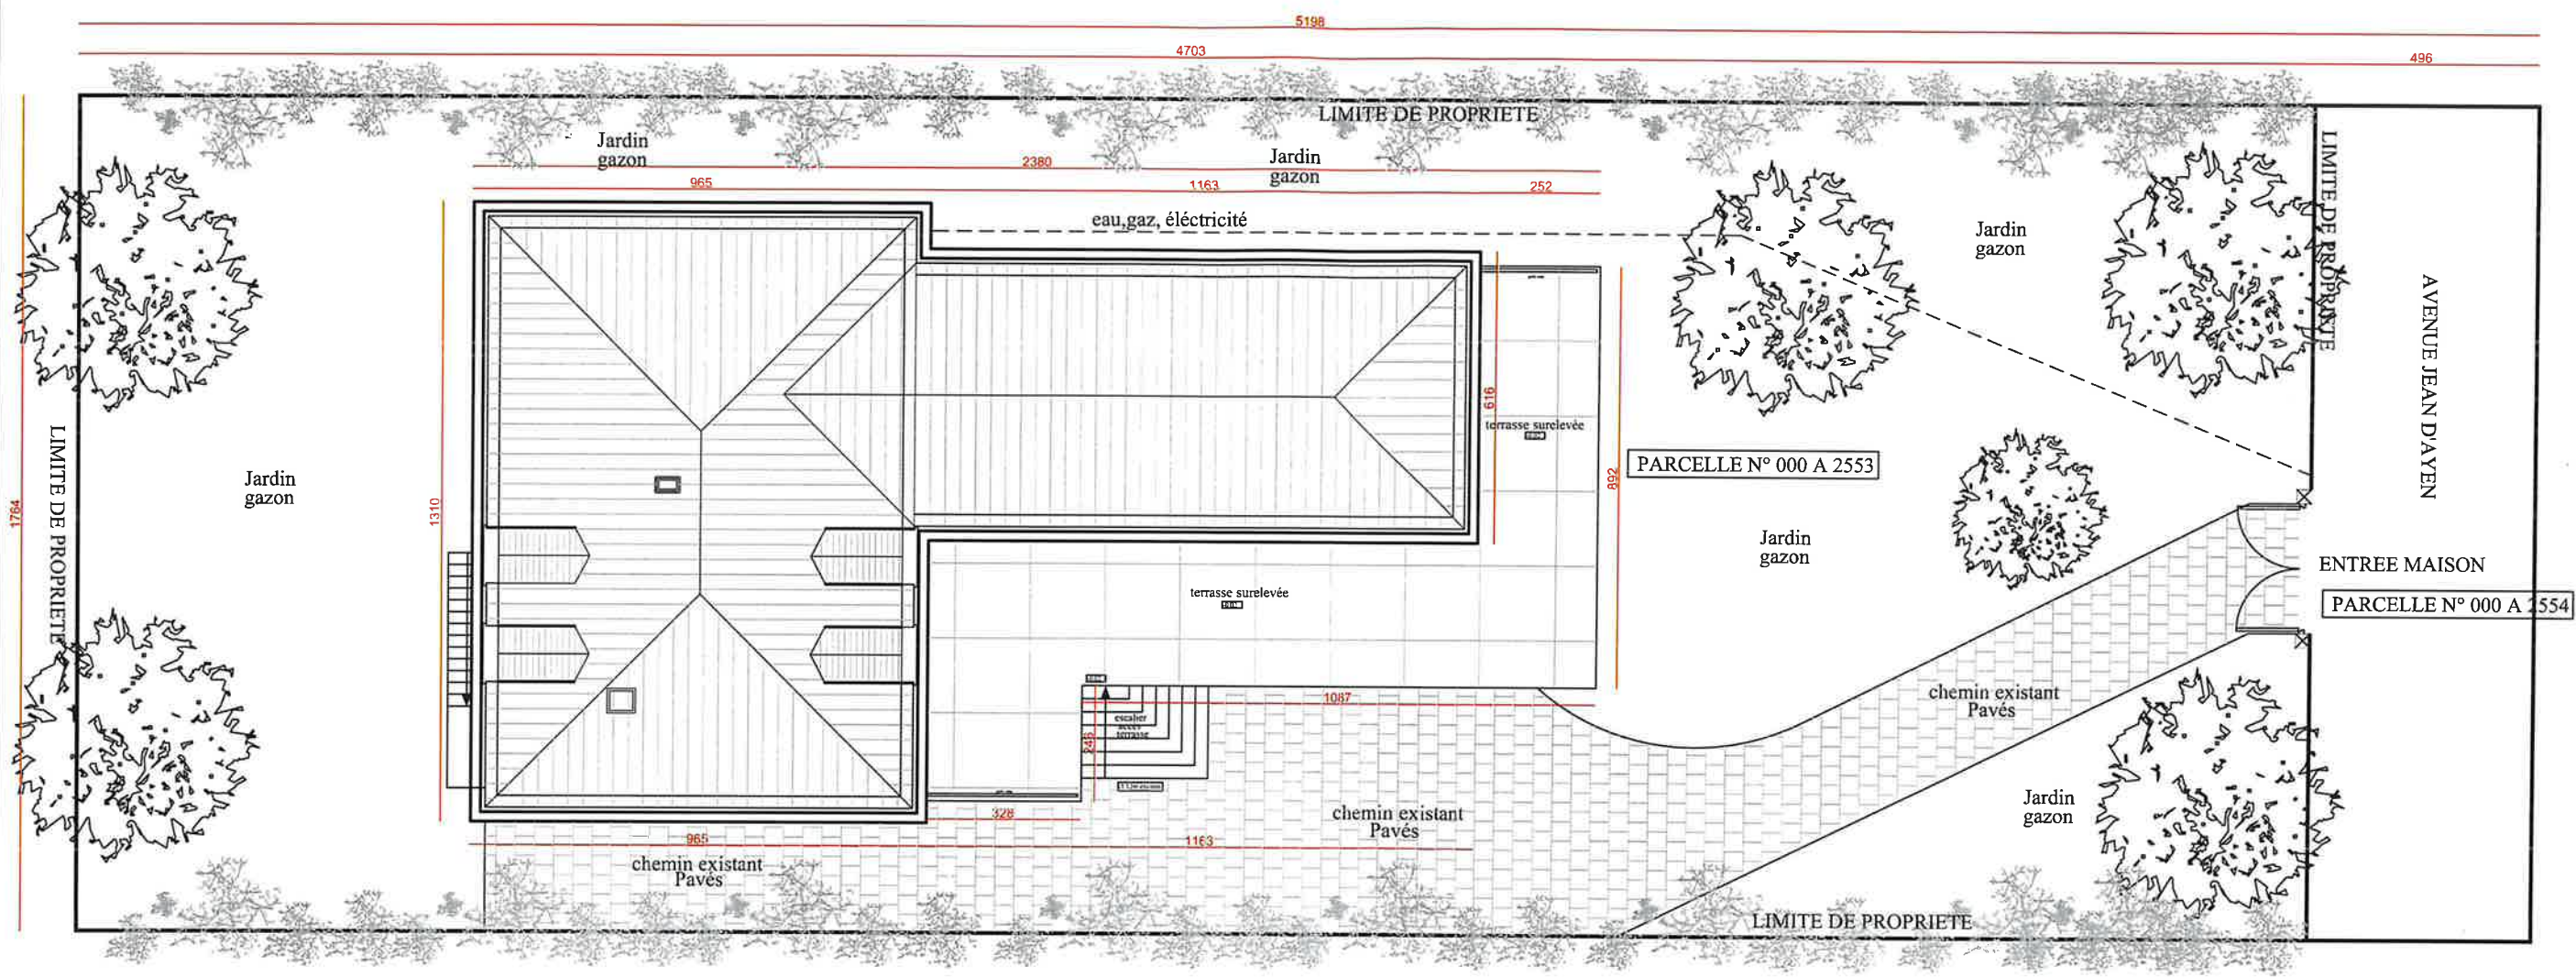 5198
4703
496
LIMITE DE PROPRIETE
Jardin
gazon
Jardin
gazon
2380
965
1163
252
eau,gaz, éléctricité
Jardin
gazon
LIMITE DE PROPRIETE
AVENUE JEAN D'AYEN
616
terrasse surelevée
892
PARCELLE N° 000 A 2553
Jardin
gazon
1764
LIMITE DE PROPRIETE
1310
Jardin
gazon
ENTREE MAISON
PARCELLE N° 000 A 2554
terrasse surelevée
1087
escalier
accès
terrasse
246
chemin existant
Pavés
328
chemin existant
Pavés
Jardin
gazon
965
1163
chemin existant
Pavés
LIMITE DE PROPRIETE